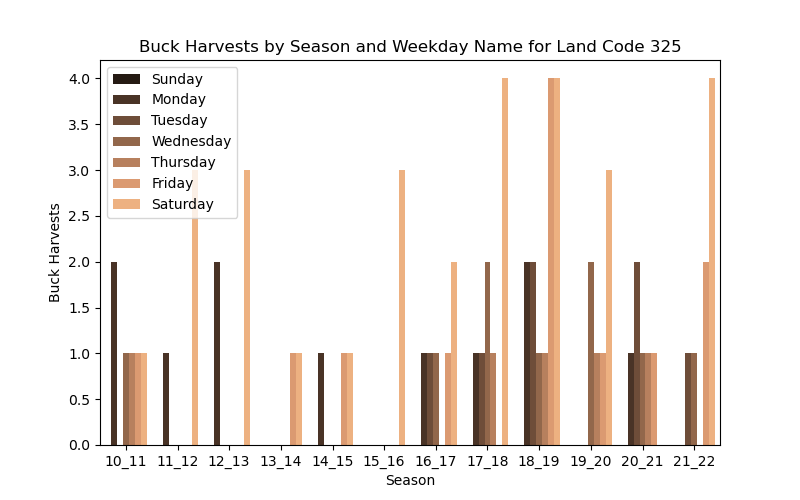 Buck Harvests by Season and Weekday Name for Land Code 325
Sunday
Monday
Tuesday
Wednesday
Thursday
Friday
Saturday
4.0
3.5
3.0
2.5
2.0
1.5
1.0
0.5
0.0
Buck Harvests
10_11 11_12 12_13 13_14 14_15 15_16 16_17 17_18 18_19 19_20 20_21 21_22
Season